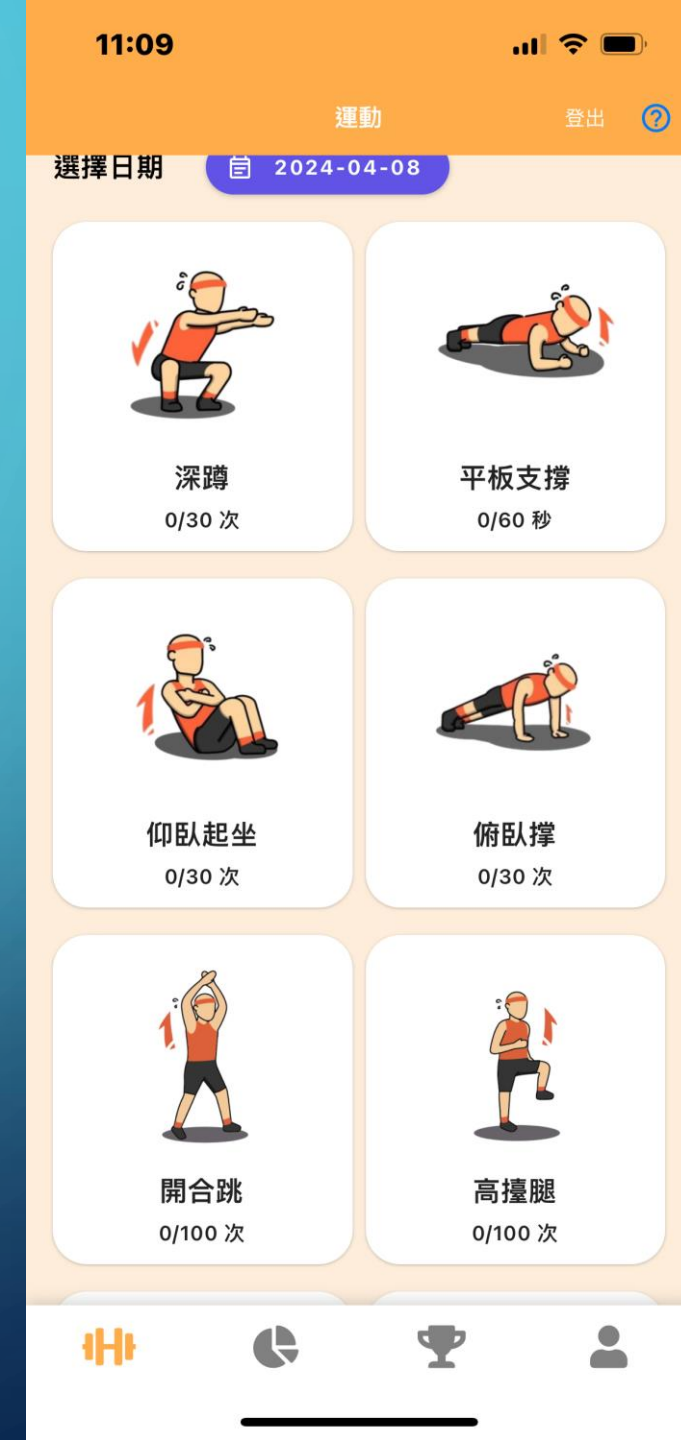 11:09
運動
登出
?
選擇日期
2024-04-08
深蹲
平板支撐
0/30 次
0/60 秒
仰臥起坐
俯臥撑
0/30 次
0/30 次
開合跳
高擡腿
0/100 次
0/100 次